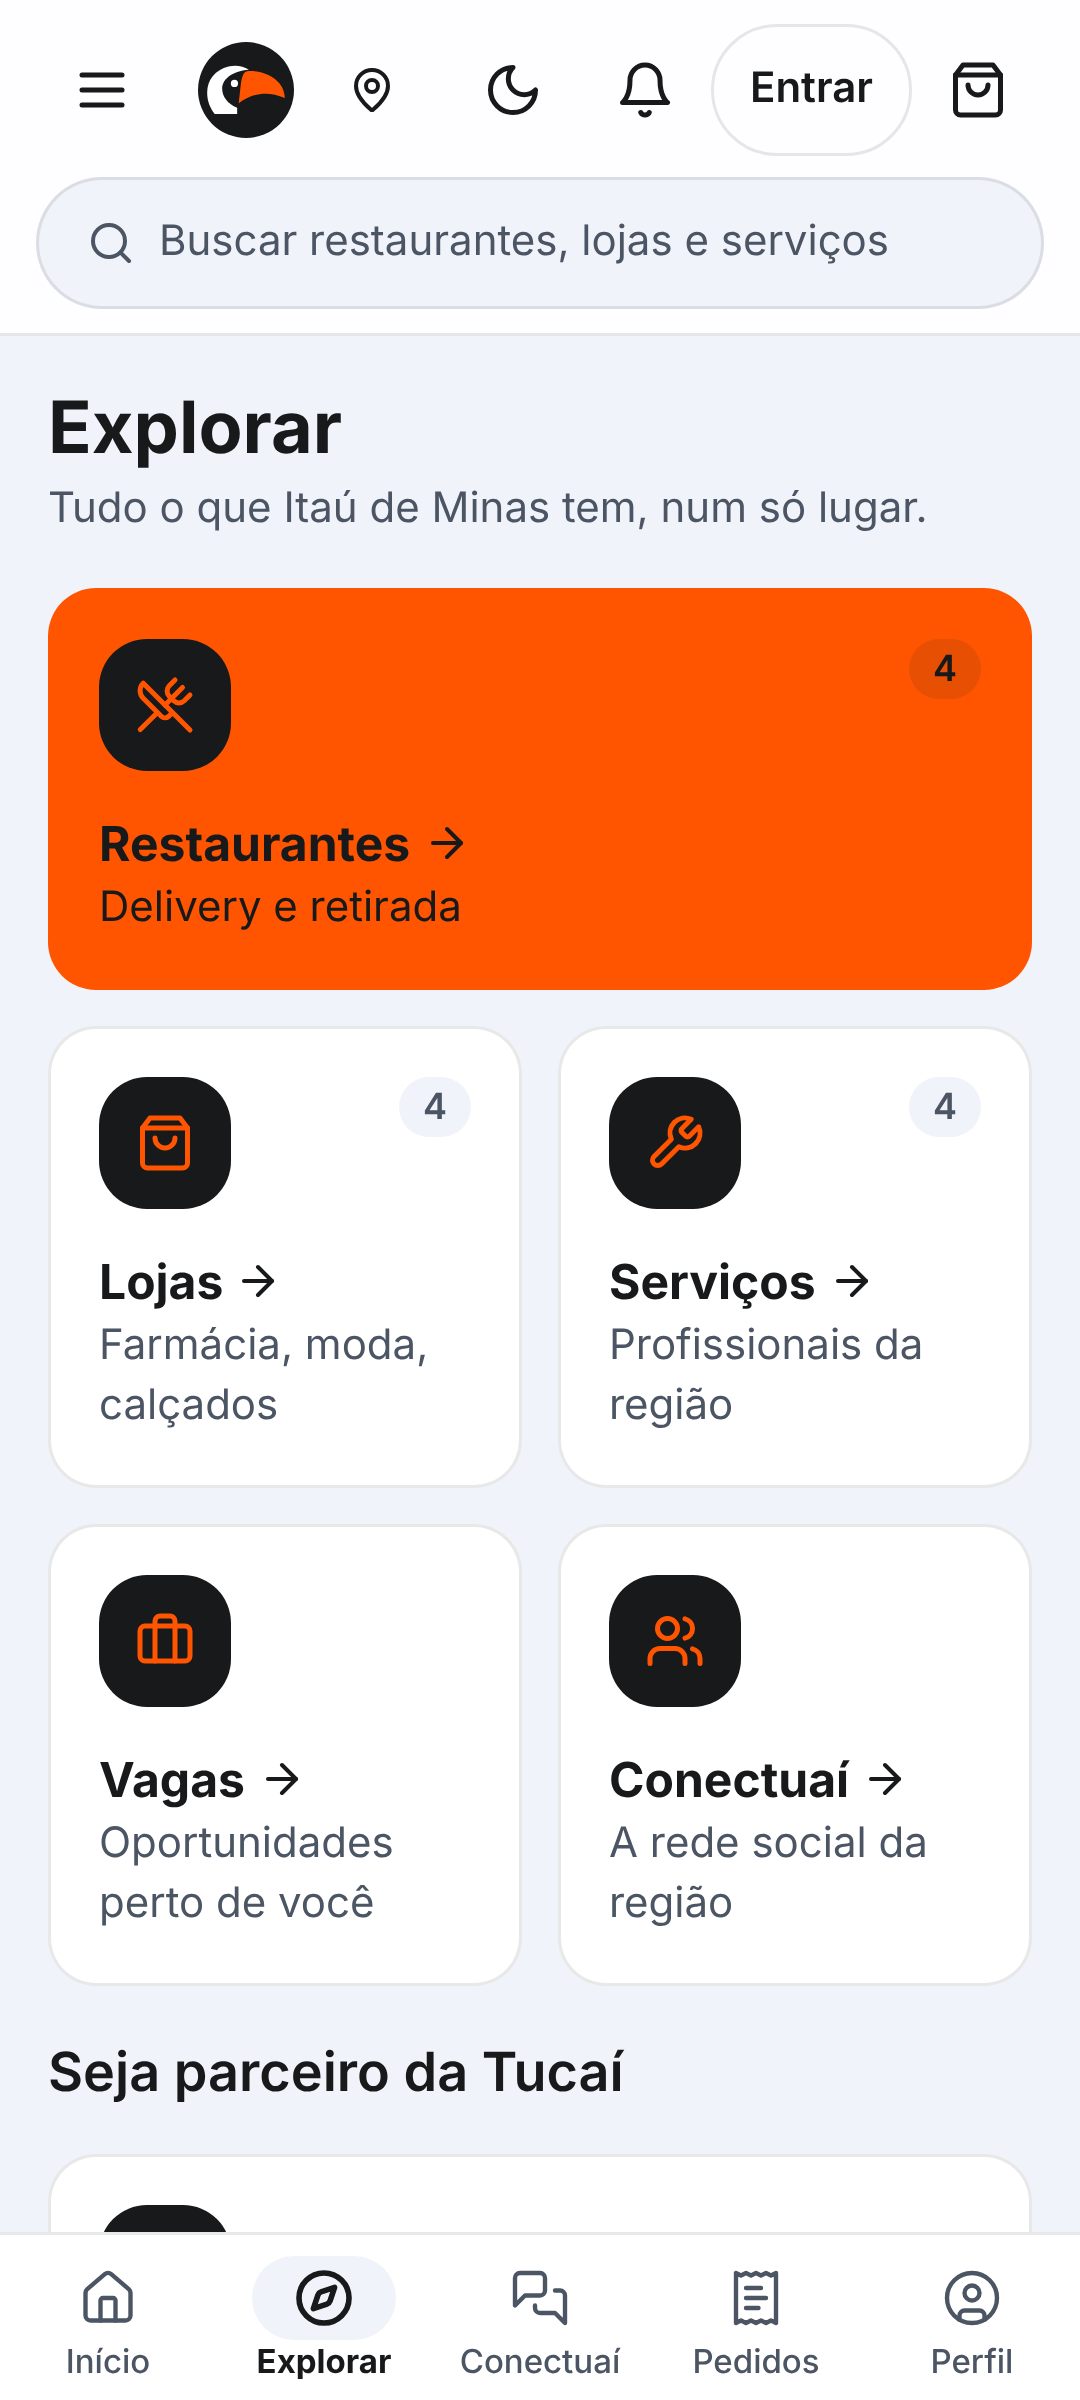 Entrar
Buscar restaurantes, lojas e serviços
Explorar
Tudo o que Itaú de Minas tem, num só lugar.
4
Restaurantes →
Delivery e retirada
4
Lojas →
Farmácia, moda,
calçados
4
Serviços →
Profissionais da
região
Vagas →
Oportunidades
perto de você
Conectuaí →
A rede social da
região
Seja parceiro da Tucaí
Início
Explorar
Conectuaí
Pedidos
Perfil